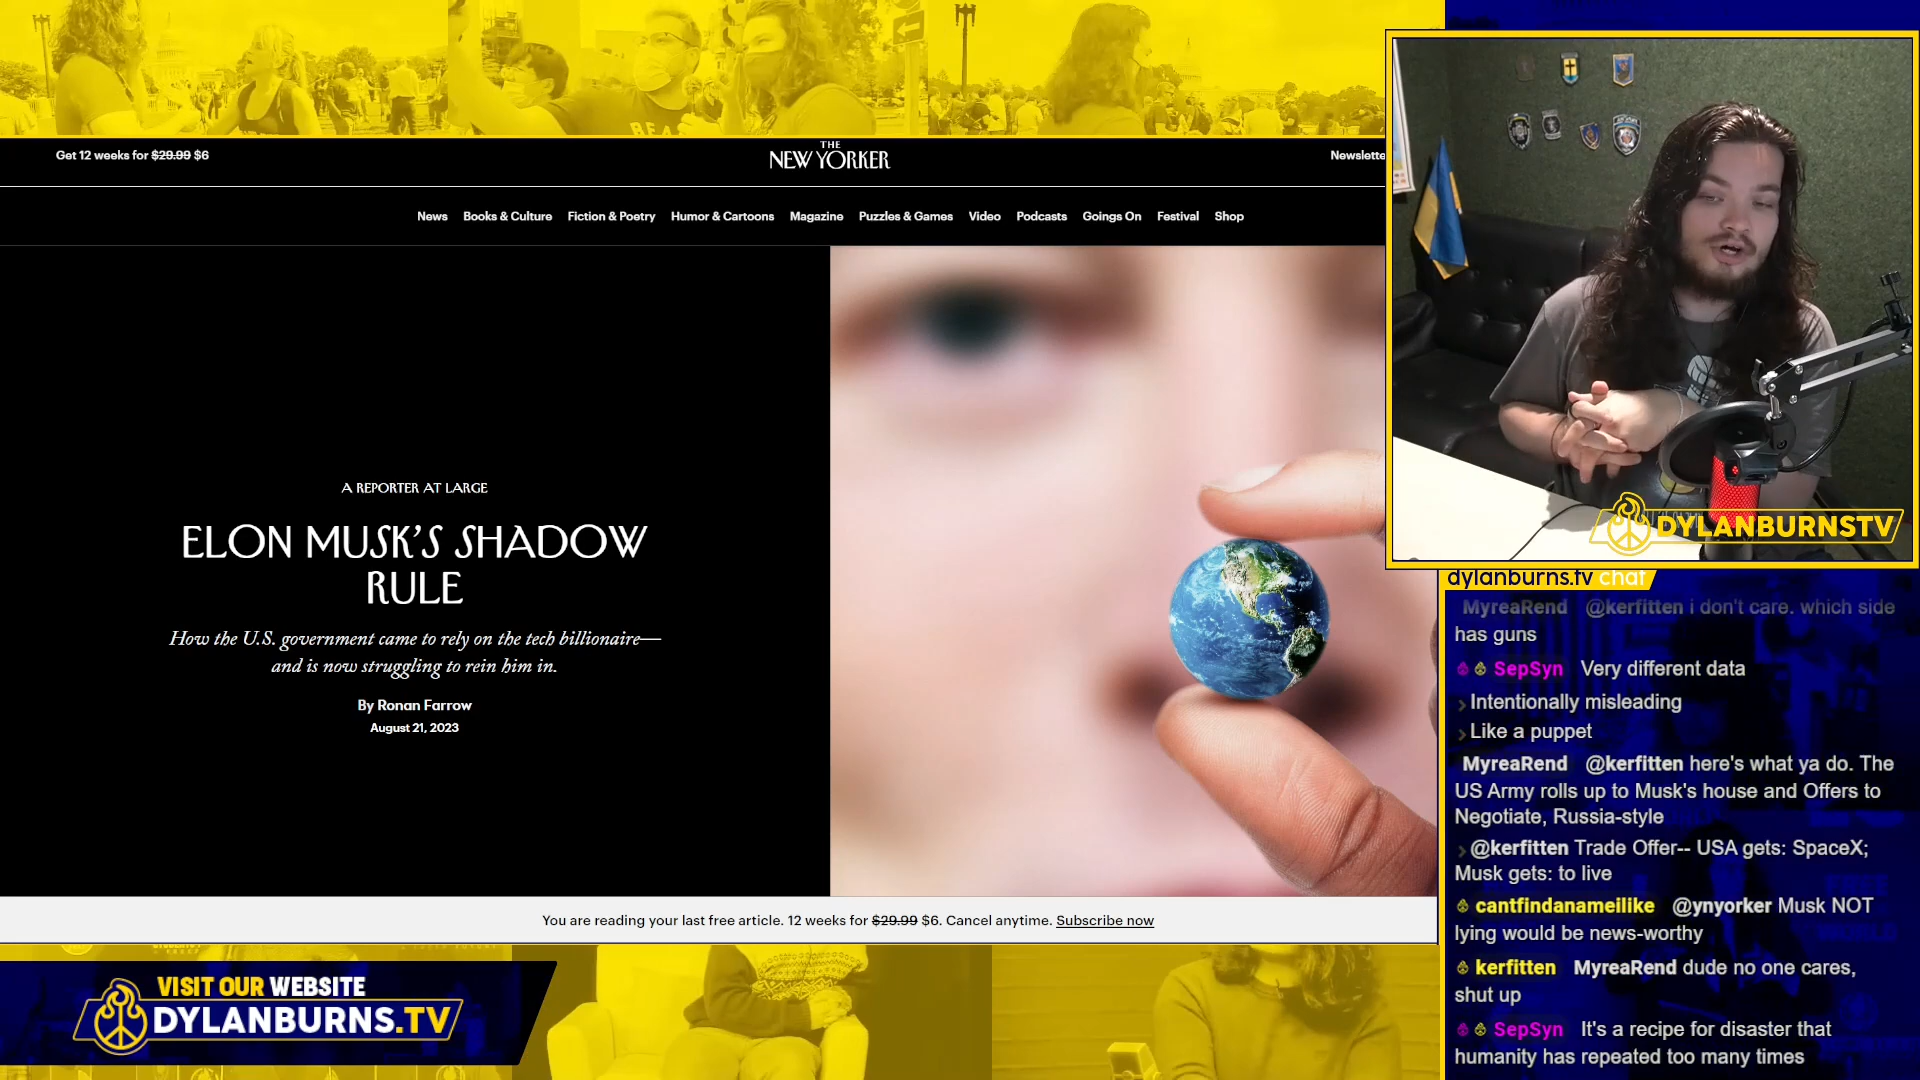 Get 12 weeks for $29.99 $6
THE
NEW YORKER
Newslette
News Books & Culture Fiction & Poetry Humor & Cartoons Magazine Puzzles & Games Video Podcasts Goings On Festival Shop
A REPORTER AT LARGE
ELON MUSK'S SHADOW
RULE
How the U.S. government came to rely on the tech billionaire—
and is now struggling to rein him in.
By Ronan Farrow
August 21, 2023
You are reading your last free article. 12 weeks for $29.99 $6. Cancel anytime. Subscribe now
VISIT OUR WEBSITE
DYLANBURNS.TV
DYLANBURNSTV
dylanburns.tv chat
MyreaRend @kerfitten i don't care. which side
has guns
SepSyn Very different data
Intentionally misleading
Like a puppet
MyreaRend @kerfitten here's what ya do. The
US Army rolls up to Musk's house and Offers to
Negotiate, Russia-style
@kerfitten Trade Offer-- USA gets: SpaceX;
Musk gets: to live
cantfindanameilike @ynyorker Musk NOT
lying would be news-worthy
kerfitten MyreaRend dude no one cares,
shut up
SepSyn It's a recipe for disaster that
humanity has repeated too many times